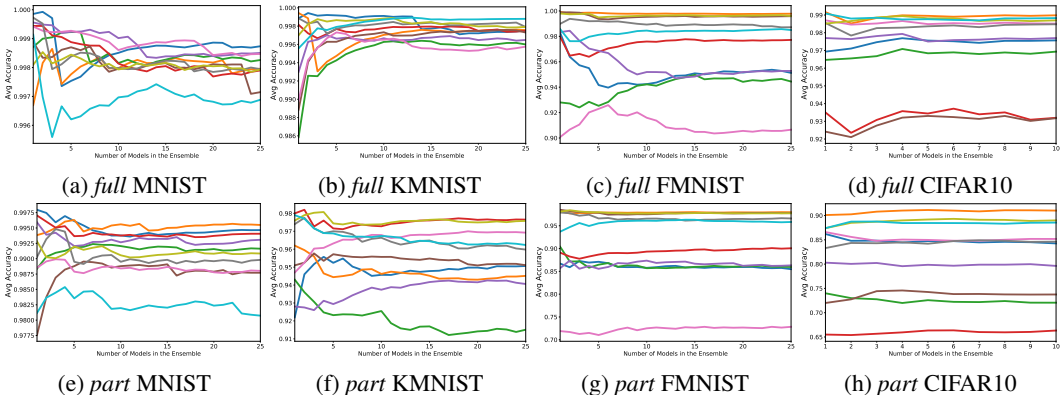 1.000
0.999
0.998
0.997
0.996
Avg Accuracy
5 10 15 20 25
Number of Models in the Ensemble
(a) full MNIST
1.000
0.998
0.996
0.994
0.992
0.990
0.988
0.986
Avg Accuracy
5 10 15 20 25
Number of Models in the Ensemble
(b) full KMNIST
1.00
0.98
0.96
0.94
0.92
0.90
Avg Accuracy
5 10 15 20 25
Number of Models in the Ensemble
(c) full FMNIST
0.99
0.98
0.97
0.96
0.95
0.94
0.93
0.92
Avg Accuracy
1 2 3 4 5 6 7 8 9 10
Number of Models in the Ensemble
(d) full CIFAR10
0.9975
0.9950
0.9925
0.9900
0.9875
0.9850
0.9825
0.9800
0.9775
Avg Accuracy
5 10 15 20 25
Number of Models in the Ensemble
(e) part MNIST
0.98
0.97
0.96
0.95
0.94
0.93
0.92
0.91
Avg Accuracy
5 10 15 20 25
Number of Models in the Ensemble
(f) part KMNIST
0.95
0.90
0.85
0.80
0.75
0.70
Avg Accuracy
5 10 15 20 25
Number of Models in the Ensemble
(g) part FMNIST
0.90
0.85
0.80
0.75
0.70
0.65
Avg Accuracy
1 2 3 4 5 6 7 8 9 10
Number of Models in the Ensemble
(h) part CIFAR10